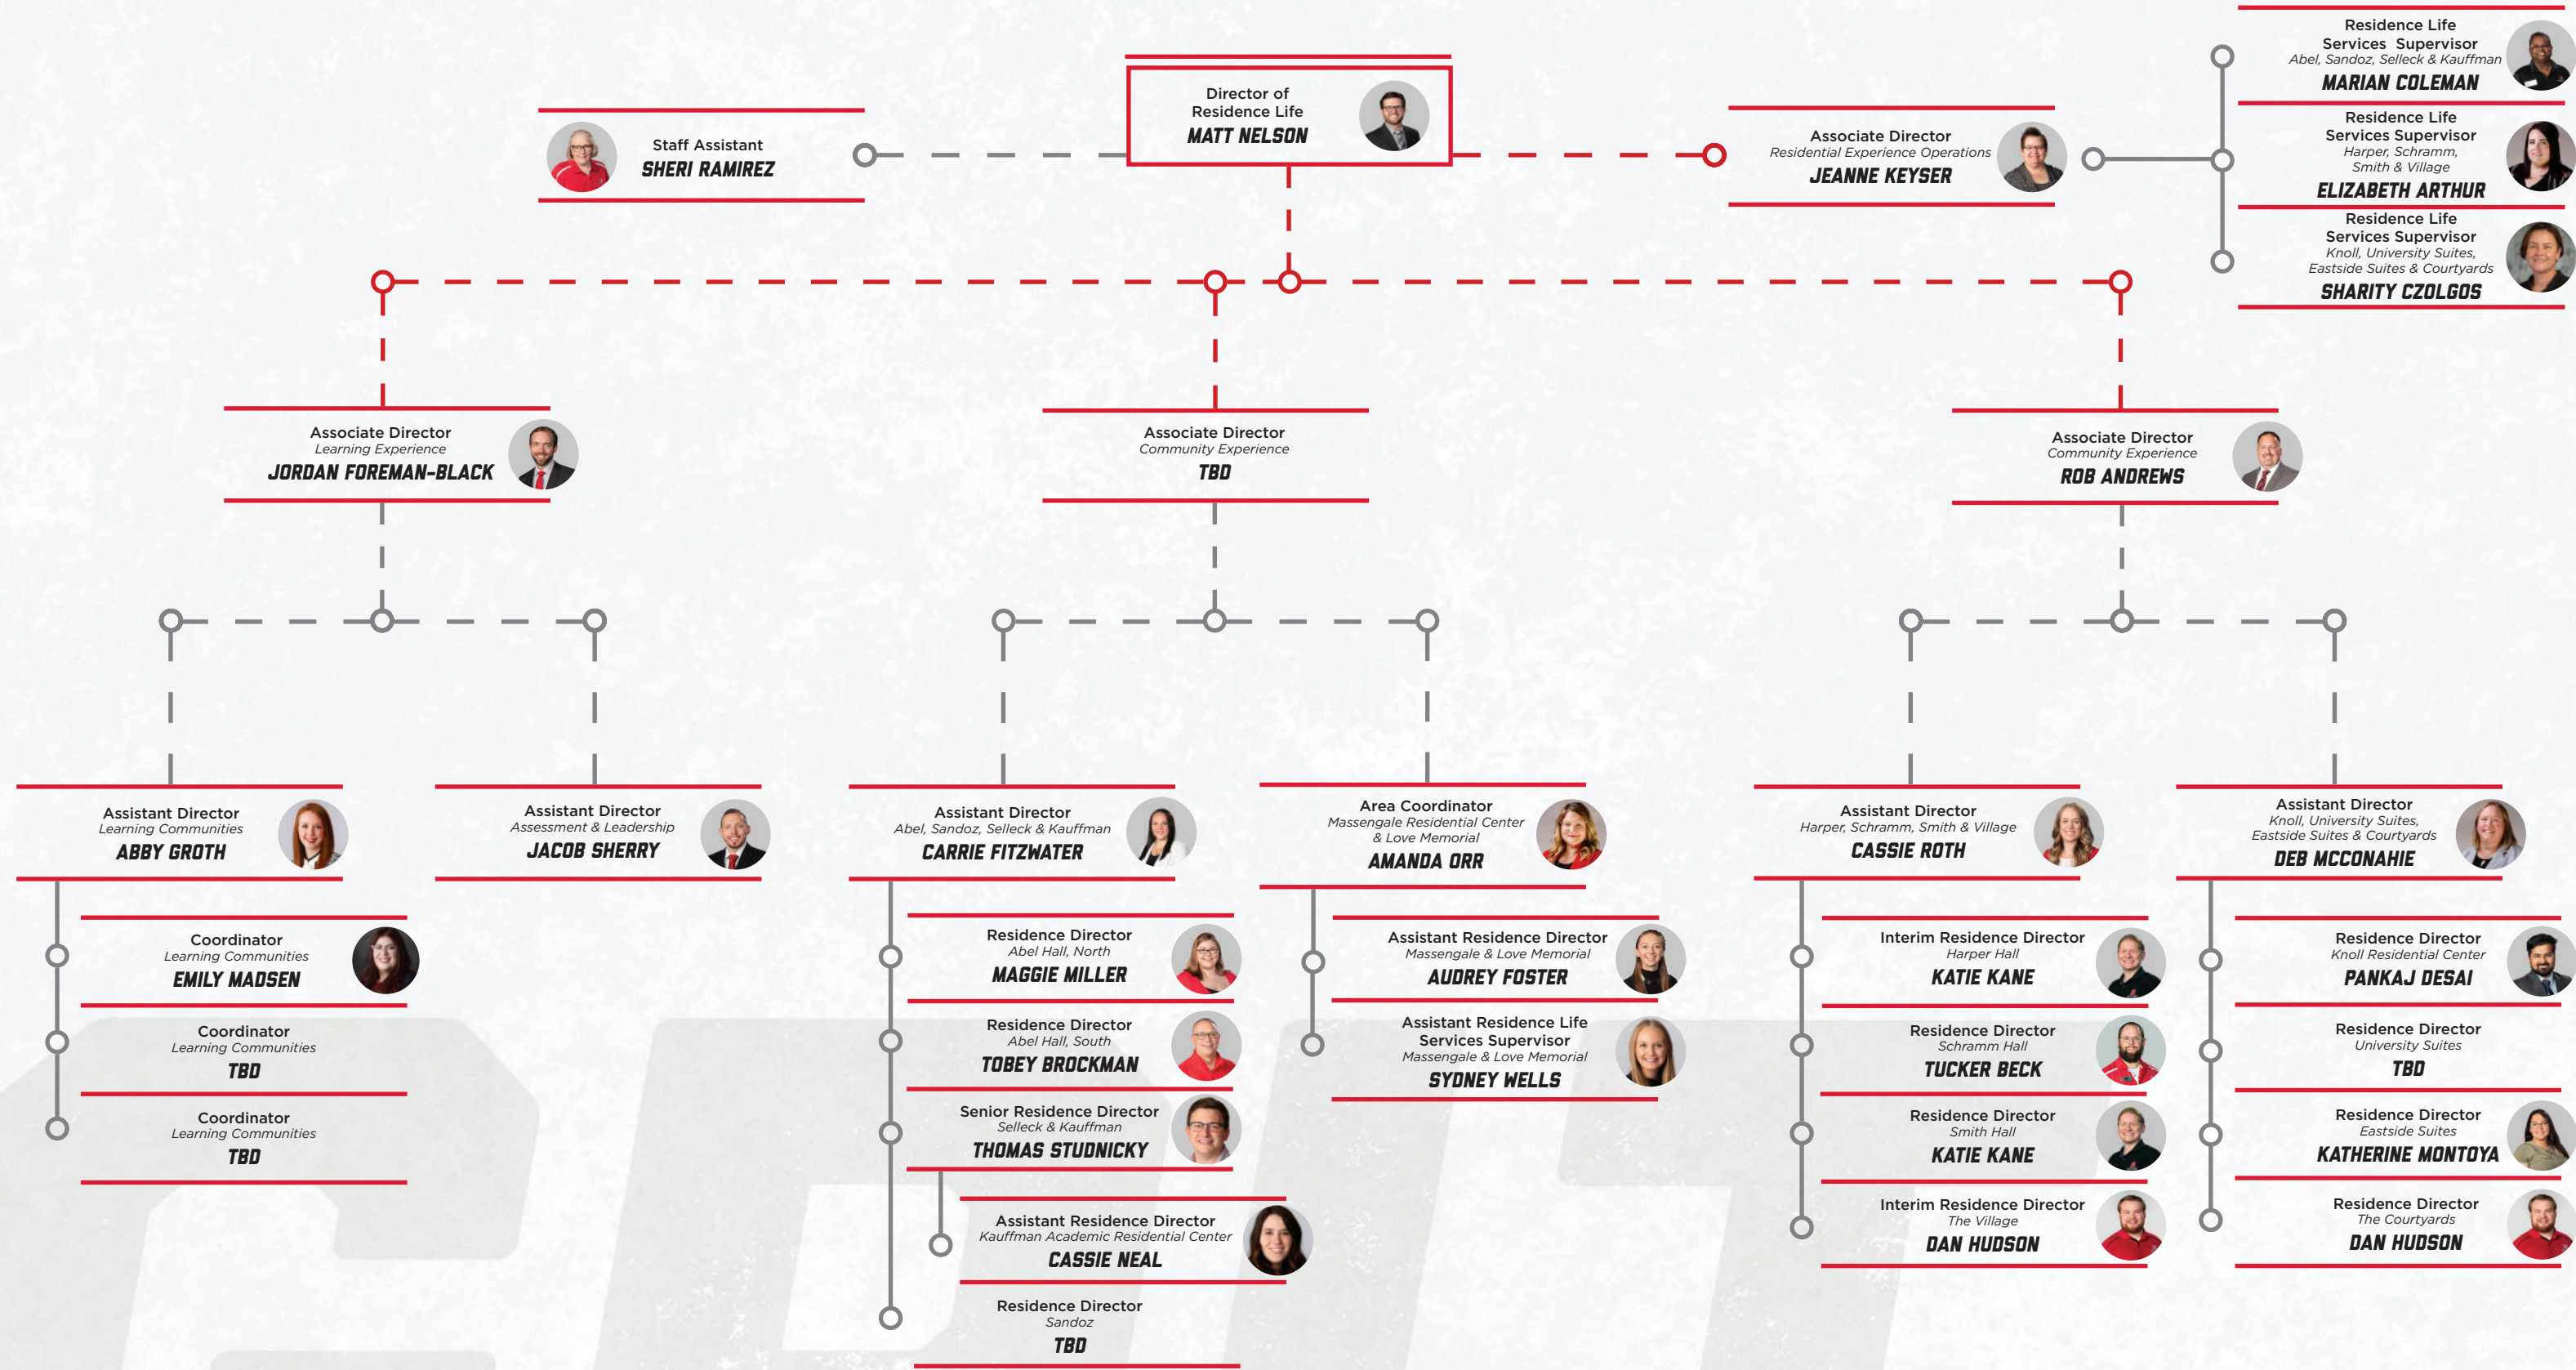 Director of
Residence Life
MATT NELSON
Staff Assistant
SHERI RAMIREZ
Associate Director
Residential Experience Operations
JEANNE KEYSER
Residence Life
Services Supervisor
Abel, Sandoz, Selleck & Kauffman
MARIAN COLEMAN
Residence Life
Services Supervisor
Harper, Schramm,
Smith & Village
ELIZABETH ARTHUR
Residence Life
Services Supervisor
Knoll, University Suites,
Eastside Suites & Courtyards
SHARITY CZOLGOS
Associate Director
Learning Experience
JORDAN FOREMAN-BLACK
Associate Director
Community Experience
TBD
Associate Director
Community Experience
ROB ANDREWS
Assistant Director
Learning Communities
ABBY GROTH
Coordinator
Learning Communities
EMILY MADSEN
Coordinator
Learning Communities
TBD
Coordinator
Learning Communities
TBD
Assistant Director
Assessment & Leadership
JACOB SHERRY
Assistant Director
Abel, Sandoz, Selleck & Kauffman
CARRIE FITZWATER
Residence Director
Abel Hall, North
MAGGIE MILLER
Residence Director
Abel Hall, South
TOBEY BROCKMAN
Senior Residence Director
Selleck & Kauffman
THOMAS STUDNICKY
Assistant Residence Director
Kauffman Academic Residential Center
CASSIE NEAL
Residence Director
Sandoz
TBD
Area Coordinator
Massengale Residential Center
& Love Memorial
AMANDA ORR
Assistant Residence Director
Massengale & Love Memorial
AUDREY FOSTER
Assistant Residence Life
Services Supervisor
Massengale & Love Memorial
SYDNEY WELLS
Assistant Director
Harper, Schramm, Smith & Village
CASSIE ROTH
Interim Residence Director
Harper Hall
KATIE KANE
Residence Director
Schramm Hall
TUCKER BECK
Residence Director
Smith Hall
KATIE KANE
Interim Residence Director
The Village
DAN HUDSON
Assistant Director
Knoll, University Suites,
Eastside Suites & Courtyards
DEB MCCONAHIE
Residence Director
Knoll Residential Center
PANKAJ DESAI
Residence Director
University Suites
TBD
Residence Director
Eastside Suites
KATHERINE MONTOYA
Residence Director
The Courtyards
DAN HUDSON